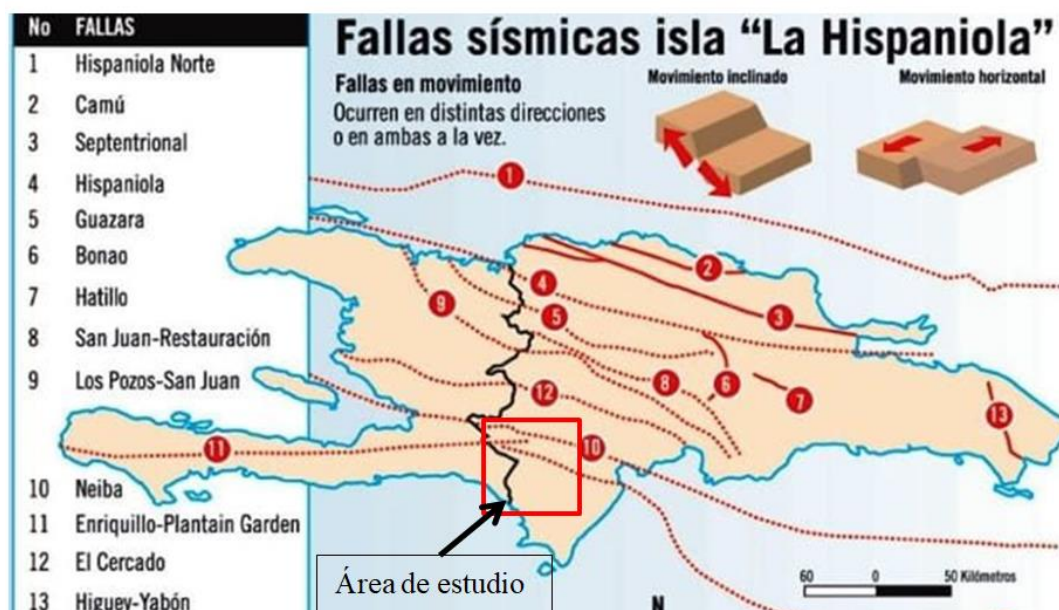 No FALLAS
1 Hispaniola Norte
2 Camú
3 Septentrional
4 Hispaniola
5 Guazara
6 Bonao
7 Hatillo
8 San Juan-Restauración
9 Los Pozos-San Juan
10 Neiba
11 Enriquillo-Plantain Garden
12 El Cercado
13 Higuey-Yabón
Fallas sísmicas isla “La Hispaniola”
Fallas en movimiento
Ocurren en distintas direcciones
o en ambas a la vez.
Movimiento inclinado
Movimiento horizontal
1
2
4
3
9
5
8
6
7
12
13
10
11
Área de estudio
60 0 50 Kilómetros
N